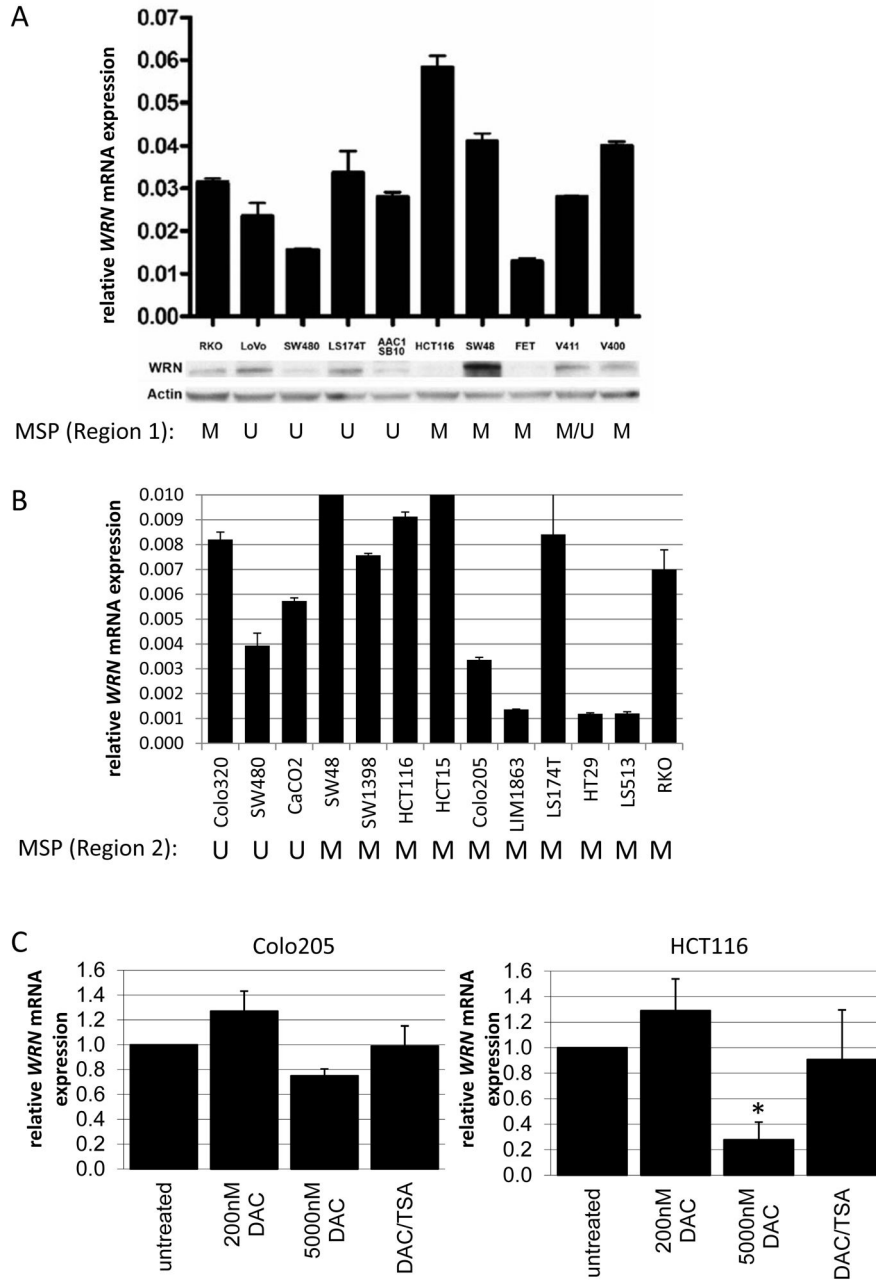 A
relative WRN mRNA expression
0.07
0.06
0.05
0.04
0.03
0.02
0.01
0.00
RKO LoVo SW480 LS174T AAC1 SB10 HCT116 SW48 FET V411 V400
WRN
Actin
MSP (Region 1): M U U U U M M M M/U M
B
relative WRN mRNA expression
0.010
0.009
0.008
0.007
0.006
0.005
0.004
0.003
0.002
0.001
0.000
Colo320 SW480 CaCO2 SW48 SW1398 HCT116 HCT15 Colo205 LIM1863 LS174T HT29 LS513 RKO
MSP (Region 2): U U U M M M M M M M M M M
C
Colo205
relative WRN mRNA
expression
1.6
1.4
1.2
1.0
0.8
0.6
0.4
0.2
0.0
untreated
200nM
DAC
5000nM
DAC
DAC/TSA
HCT116
relative WRN mRNA
expression
1.6
1.4
1.2
1.0
0.8
0.6
0.4
0.2
0.0
*
untreated
200nM
DAC
5000nM
DAC
DAC/TSA